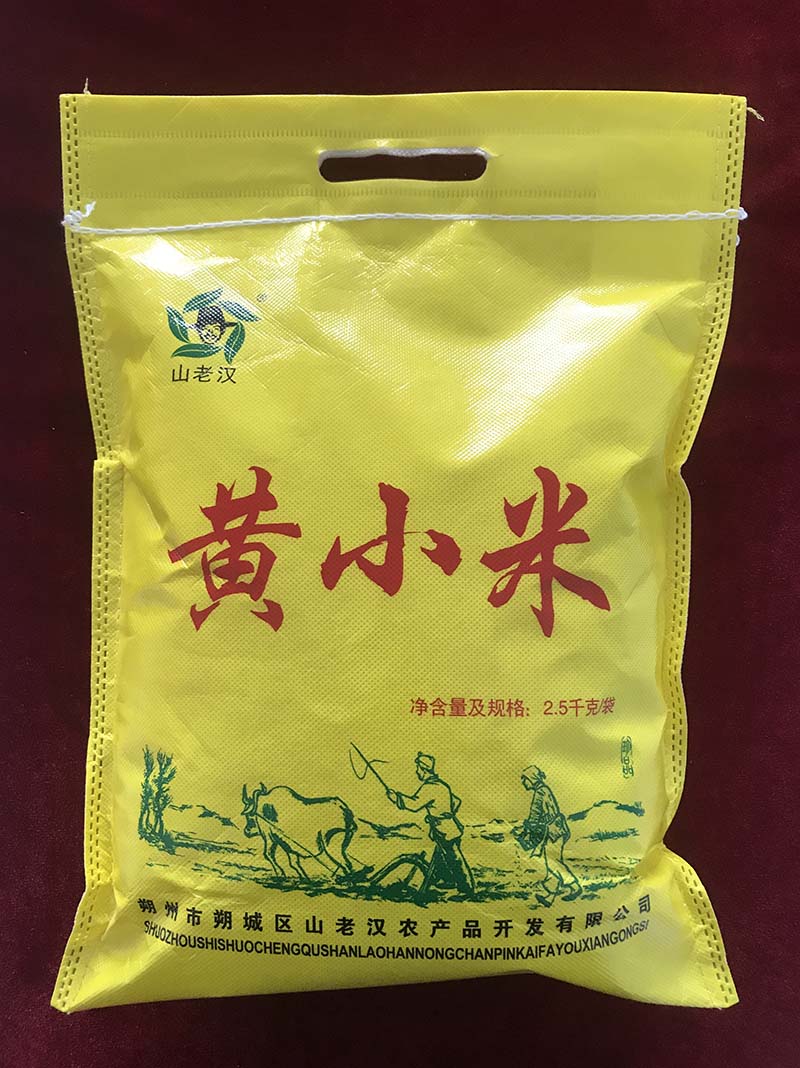 ®
山老汉
黄小米
净含量及规格：2.5千克/袋
朔州市朔城区山老汉农产品开发有限公司
SHUOZHOUSHISHUOCHENGQUSHANLAOHANNONGCHANPINKAIFAYOUXIANGONGSI